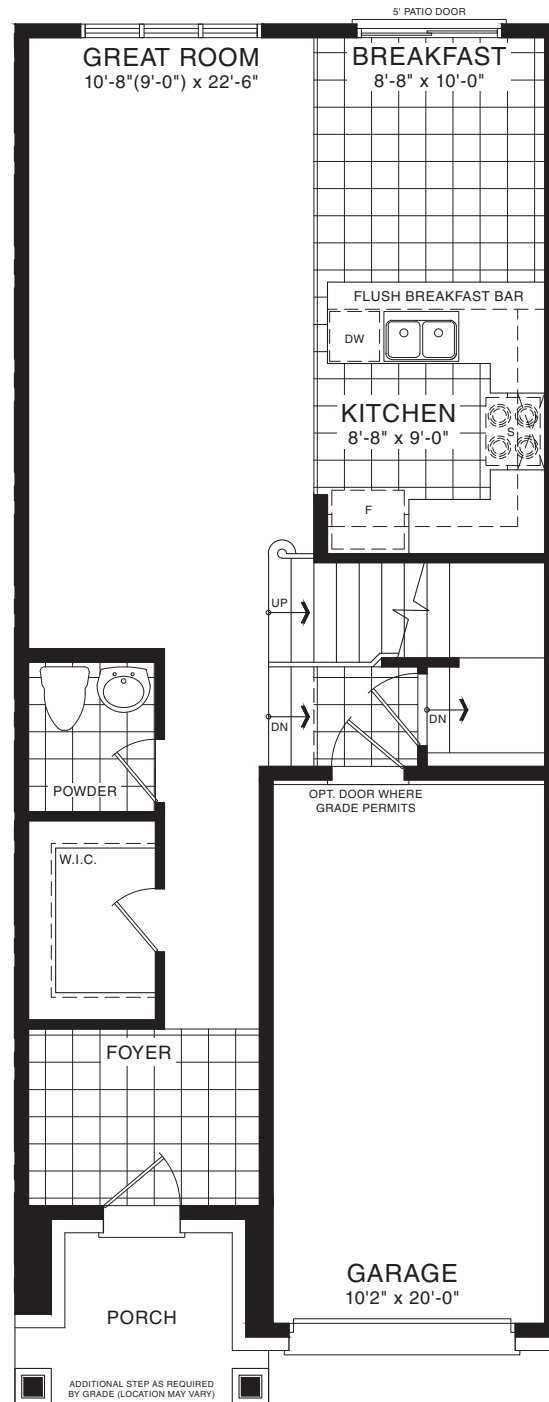 5' PATIO DOOR
GREAT ROOM
10'-8"(9'-0") x 22'-6"
BREAKFAST
8'-8" x 10'-0"
FLUSH BREAKFAST BAR
DW
KITCHEN
8'-8" x 9'-0"
S
F
UP
DN
DN
POWDER
OPT. DOOR WHERE
GRADE PERMITS
W.I.C.
FOYER
GARAGE
10'2" x 20'-0"
PORCH
ADDITIONAL STEP AS REQUIRED
BY GRADE (LOCATION MAY VARY)